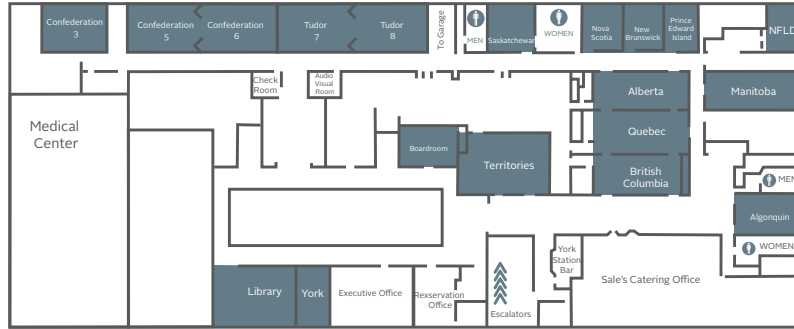 Confederation
3
Confederation
5
Confederation
6
Tudor
7
Tudor
8
To Garage
MEN
Saskatchewan
WOMEN
Nova
Scotia
New
Brunswick
Prince
Edward
Island
NFLD
Check
Room
Audio
Visual
Room
Alberta
Manitoba
Medical
Center
Boardroom
Quebec
Territories
British
Columbia
MEN
Algonquin
WOMEN
York
Station
Bar
Sale's Catering Office
Library
York
Executive Office
Rexservation
Office
Escalators